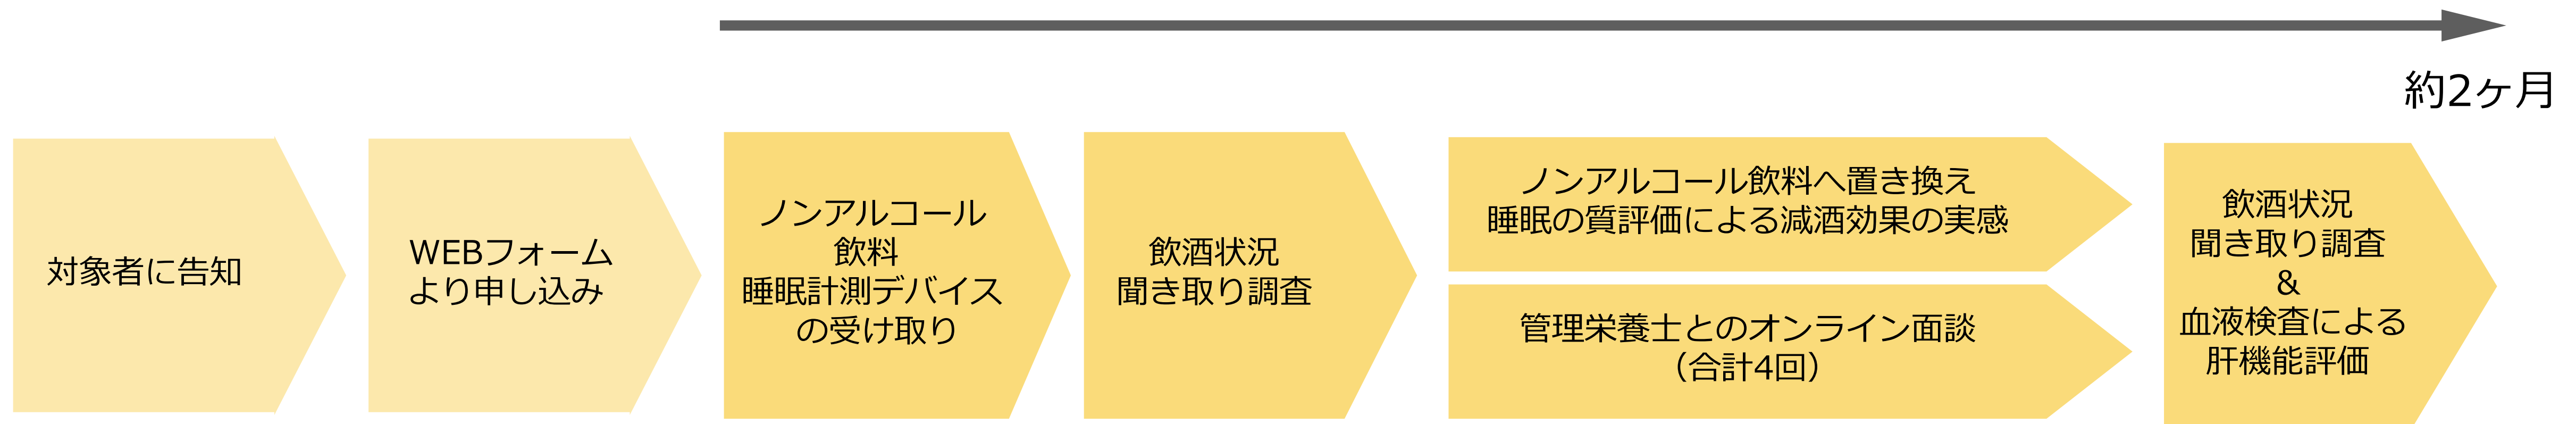 約2ヶ月
対象者に告知
WEBフォーム
より申し込み
ノンアルコール
飲料
睡眠計測デバイス
の受け取り
飲酒状況
聞き取り調査
ノンアルコール飲料へ置き換え
睡眠の質評価による減酒効果の実感
管理栄養士とのオンライン面談
（合計4回）
飲酒状況
聞き取り調査
&
血液検査による
肝機能評価